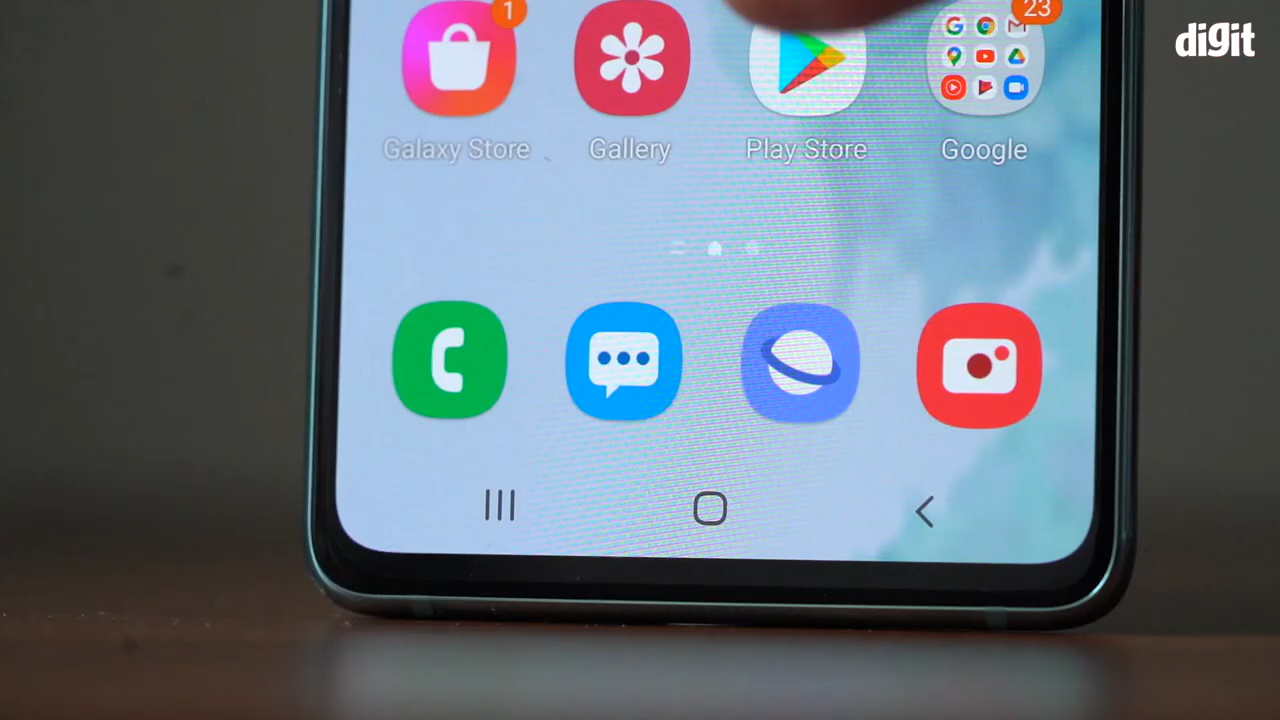 digit
1
23
Galaxy Store
Gallery
Play Store
Google